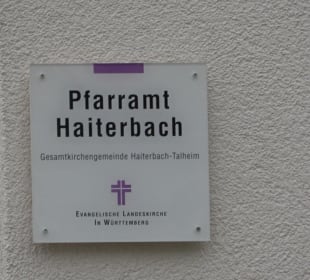 Pfarramt
Haiterbach
Gesamtkirchengemeinde Haiterbach-Talheim
Evangelische Landeskirche
In Württemberg